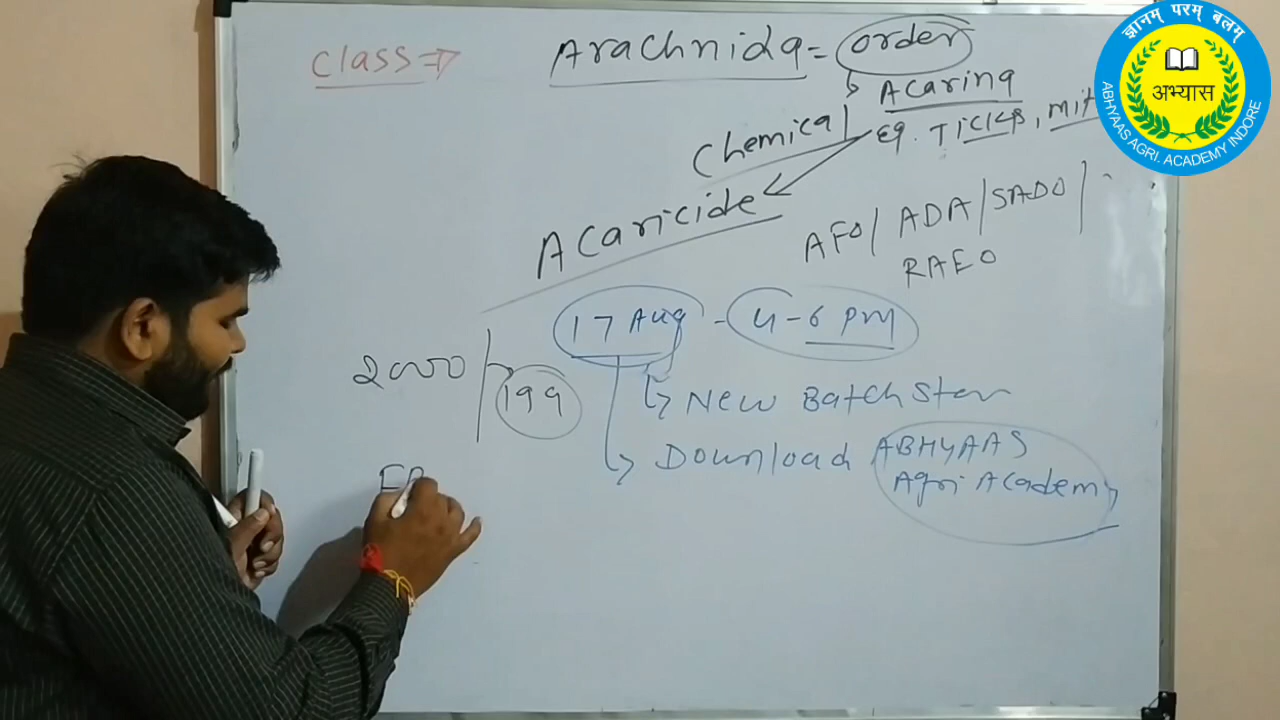 class ⇒ Arachnida = order
Acarina
eg. Ticks, mit
Chemical
Acaricide
AFO / ADA / SADO /
RAEO
17 Aug - 4-6 pm
2000 199
New Batch Star
Download ABHYAAS
Agri Academy
ज्ञानम् परम् बलम्
अभ्यास
ABHYAAS AGRI. ACADEMY INDORE